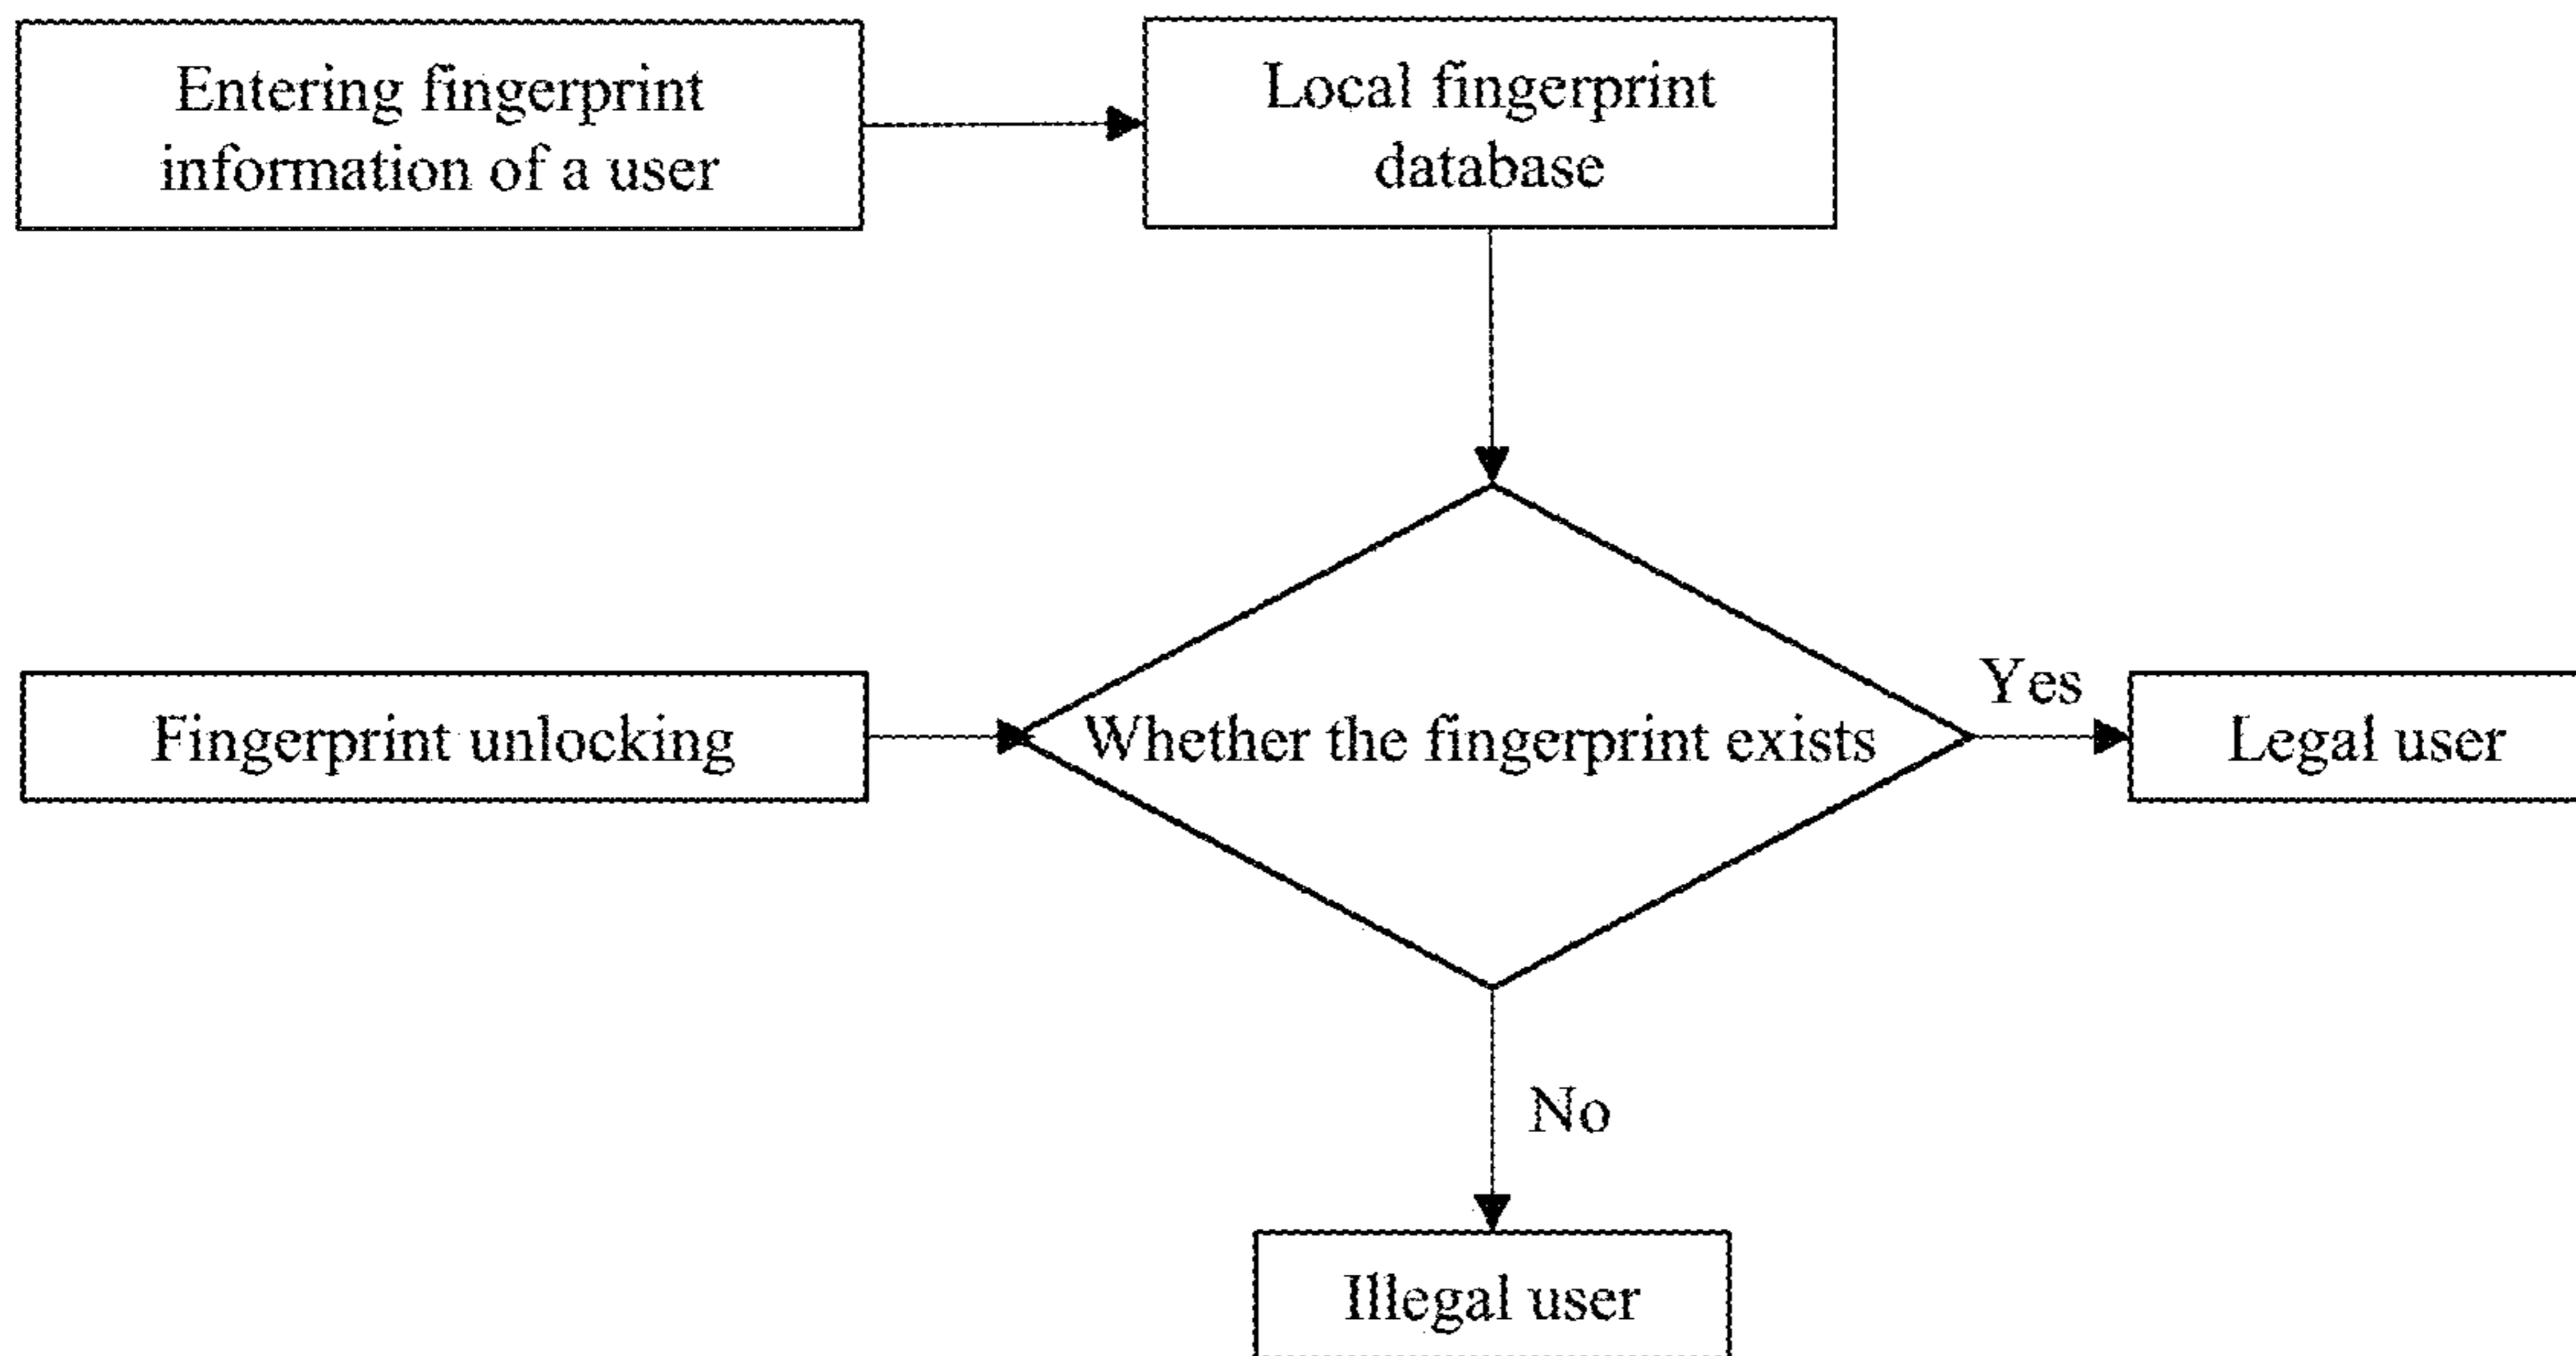 Entering fingerprint
information of a user
Local fingerprint
database
Fingerprint unlocking
Whether the fingerprint exists
Yes
Legal user
No
Illegal user